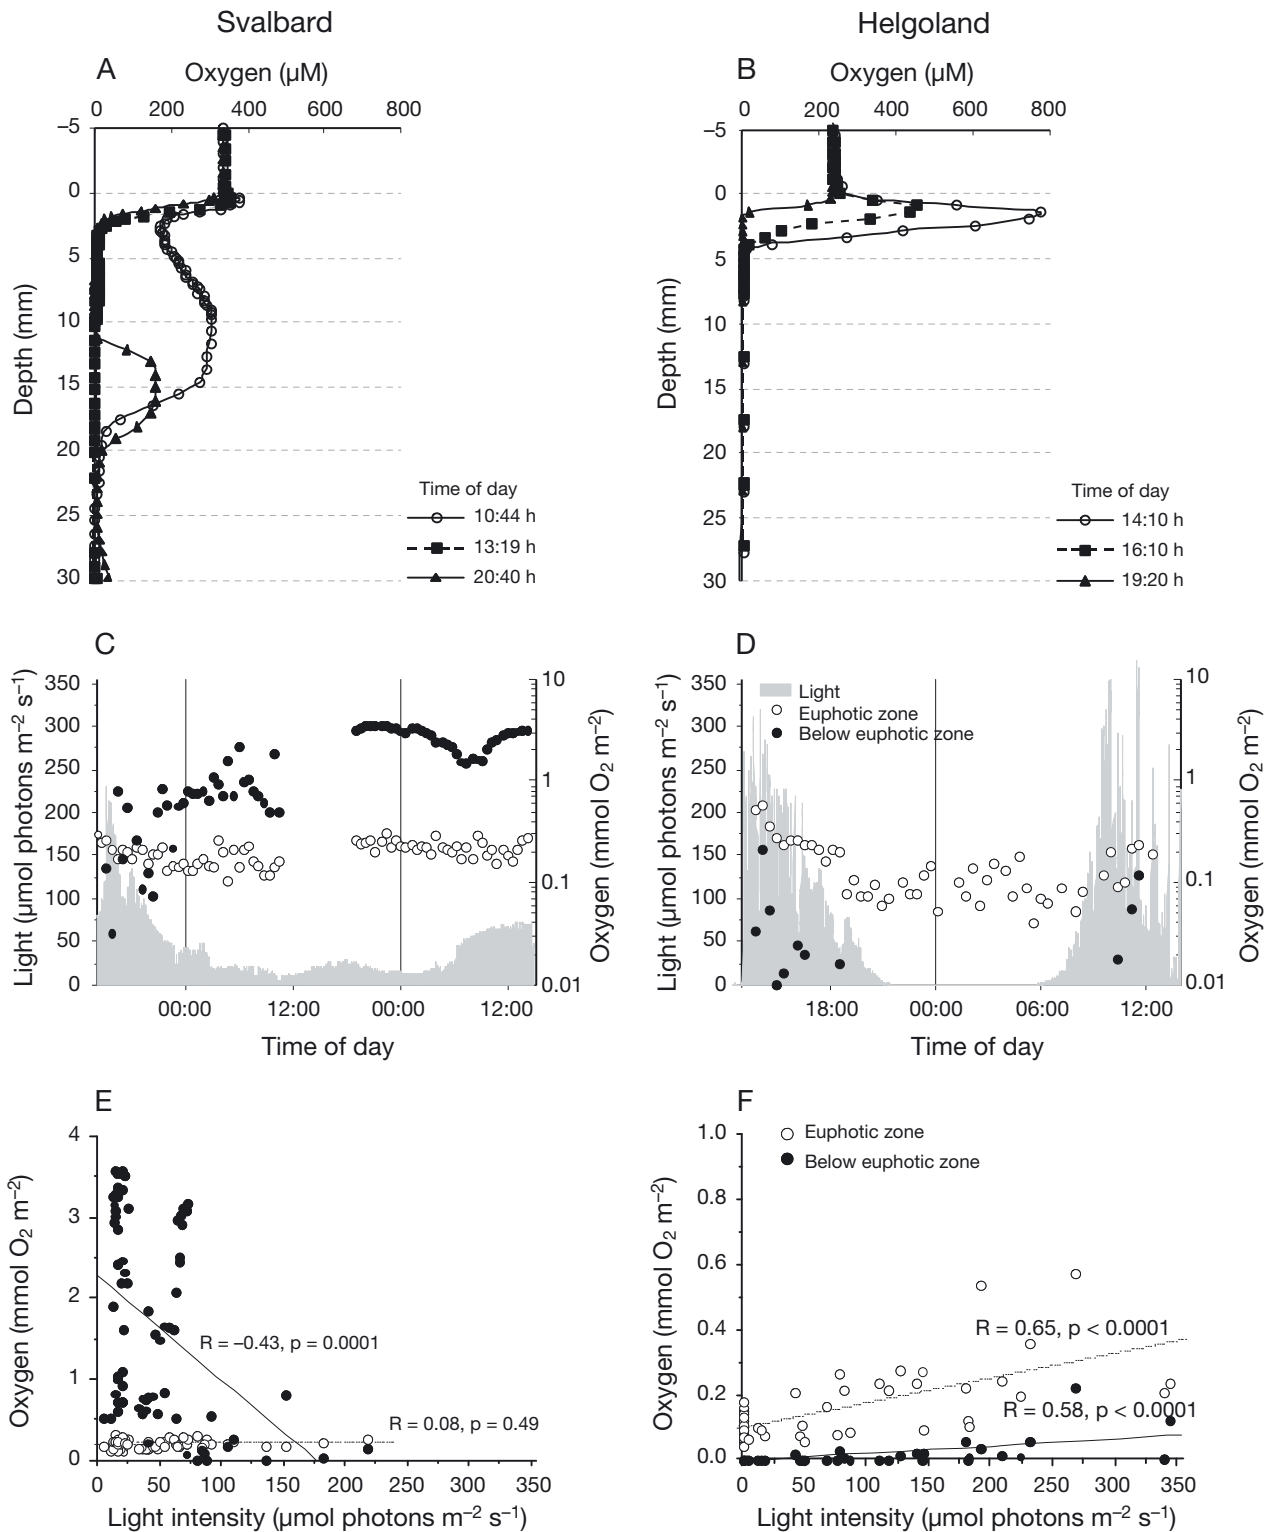 Svalbard
Helgoland
A
Oxygen (µM)
0 200 400 600 800
–5
0
5
10
15
20
25
30
Depth (mm)
Time of day
10:44 h
13:19 h
20:40 h
B
Oxygen (µM)
0 200 400 600 800
–5
0
5
10
15
20
25
30
Depth (mm)
Time of day
14:10 h
16:10 h
19:20 h
C
350
300
250
200
150
100
50
0
Light (µmol photons m–2 s–1)
10
1
0.1
0.01
Oxygen (mmol O2 m–2)
00:00 12:00 00:00 12:00
Time of day
D
350
300
250
200
150
100
50
0
Light (µmol photons m–2 s–1)
Light
Euphotic zone
Below euphotic zone
10
1
0.1
0.01
Oxygen (mmol O2 m–2)
18:00 00:00 06:00 12:00
Time of day
E
4
3
2
1
0
Oxygen (mmol O2 m–2)
R = –0.43, p = 0.0001
R = 0.08, p = 0.49
0 50 100 150 200 250 300 350
Light intensity (µmol photons m–2 s–1)
F
1.0
0.8
0.6
0.4
0.2
0.0
Oxygen (mmol O2 m–2)
Euphotic zone
Below euphotic zone
R = 0.65, p < 0.0001
R = 0.58, p < 0.0001
0 50 100 150 200 250 300 350
Light intensity (µmol photons m–2 s–1)